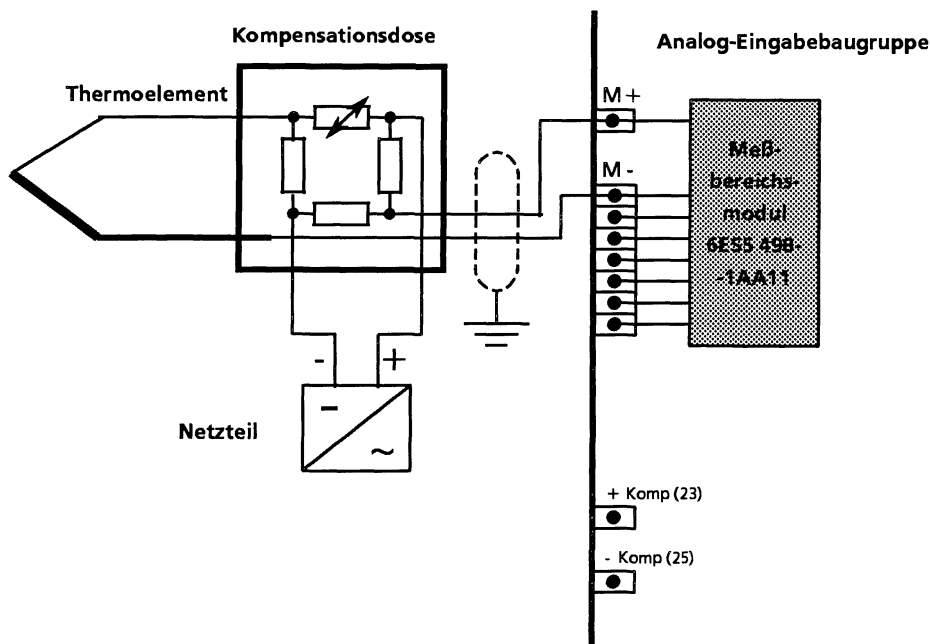 Kompensationsdose
Analog-Eingabebaugruppe
Thermoelement
M +
M -
Meß-
bereichs-
modul
6ES5 498-
-1AA11
- +
Netzteil
− ~
+ Komp (23)
- Komp (25)